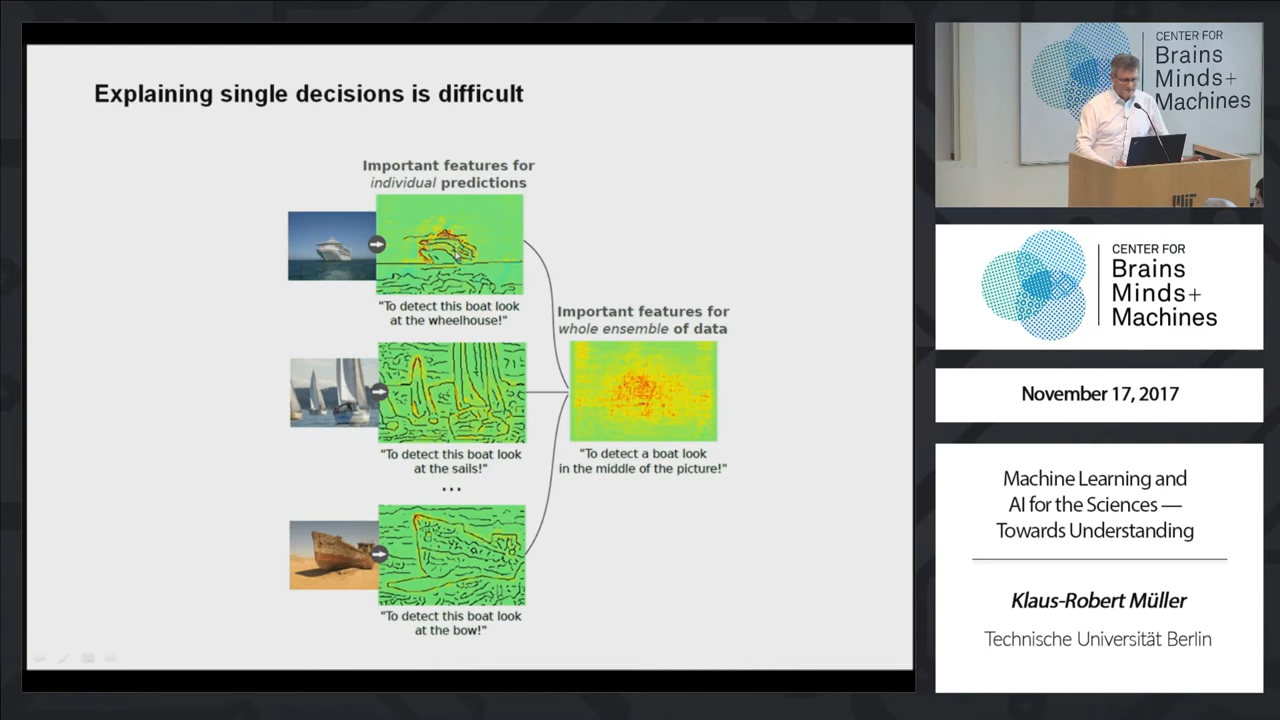 Explaining single decisions is difficult
Important features for
individual predictions
"To detect this boat look
at the wheelhouse!"
"To detect this boat look
at the sails!"
...
"To detect this boat look
at the bow!"
Important features for
whole ensemble of data
"To detect a boat look
in the middle of the picture!"
CENTER FOR
Brains
Minds+
Machines
MIT
CENTER FOR
Brains
Minds+
Machines
November 17, 2017
Machine Learning and
AI for the Sciences —
Towards Understanding
Klaus-Robert Müller
Technische Universität Berlin